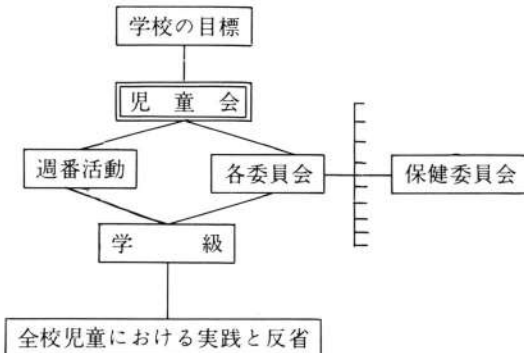 学校の目標
児童会
週番活動
各委員会
保健委員会
学級
全校児童における実践と反省